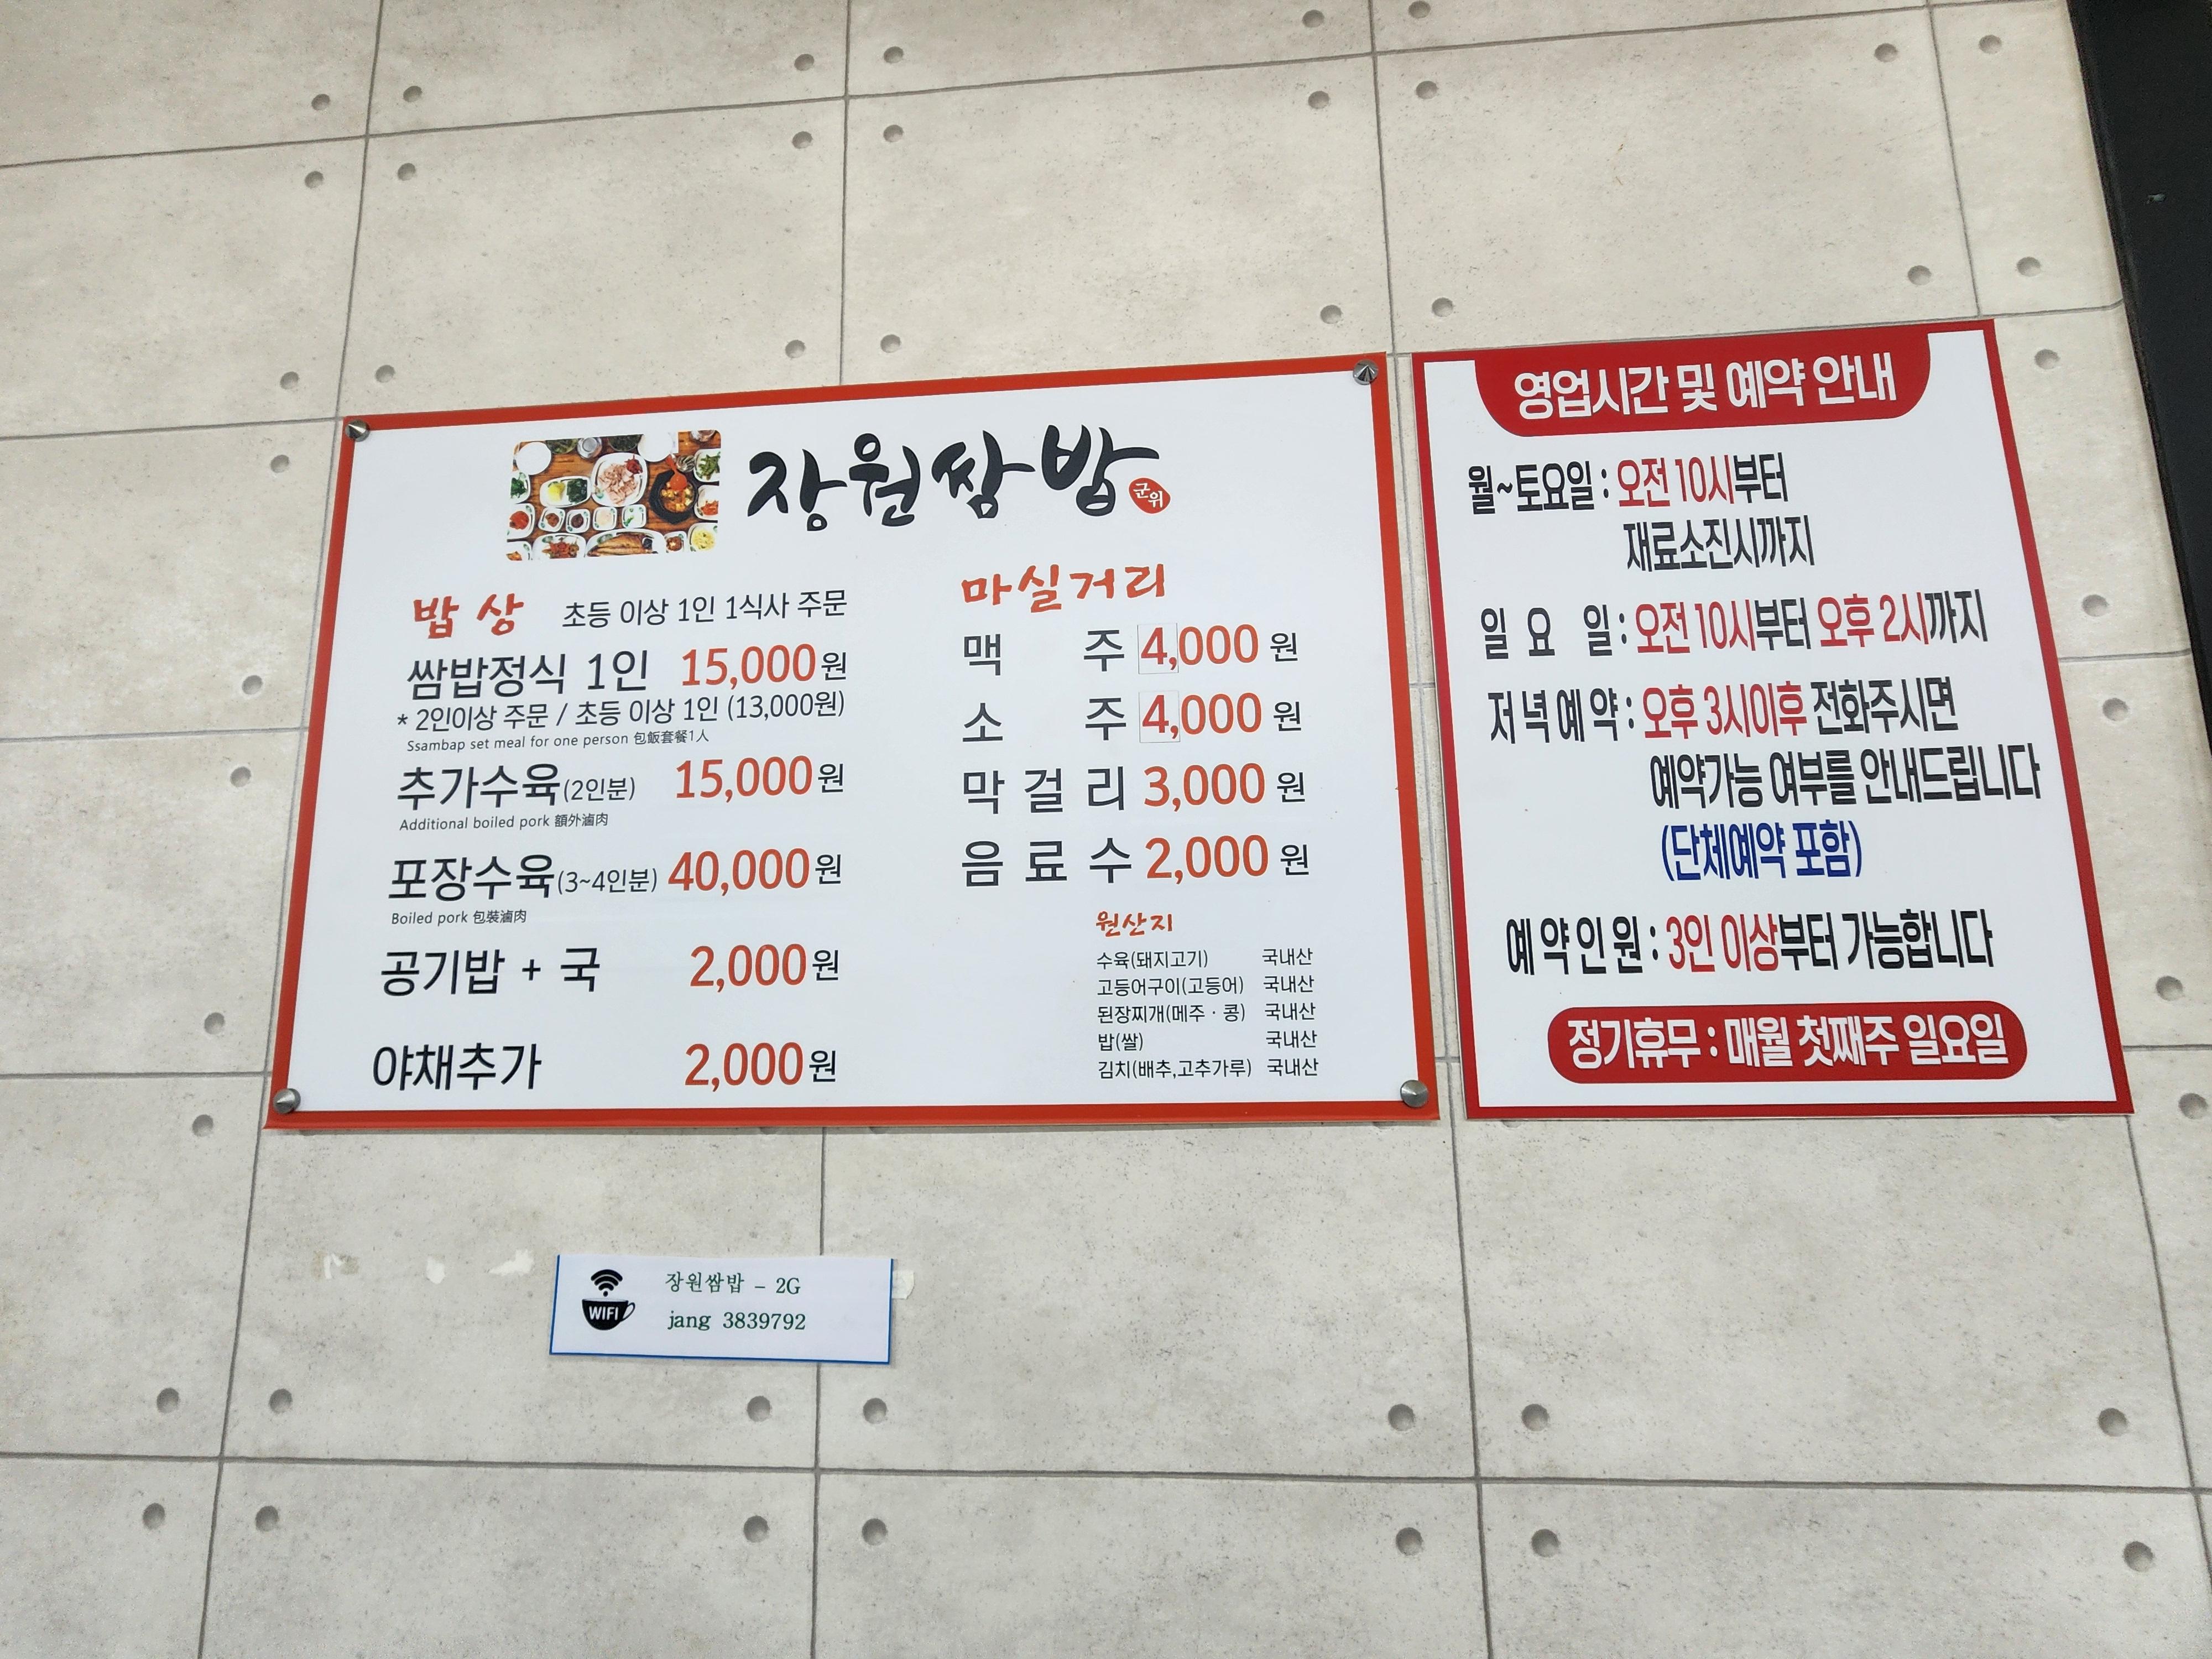 장원쌈밥
군위
밥상 초등 이상 1인 1식사 주문
쌈밥정식 1인 15,000원
* 2인이상 주문 / 초등 이상 1인 (13,000원)
Ssambap set meal for one person 包飯套餐1人
추가수육(2인분) 15,000원
Additional boiled pork 額外滷肉
포장수육(3~4인분) 40,000원
Boiled pork 包裝滷肉
공기밥 + 국 2,000원
야채추가 2,000원
마실거리
맥주 4,000원
소주 4,000원
막걸리 3,000원
음료수 2,000원
원산지
수육(돼지고기) 국내산
고등어구이(고등어) 국내산
된장찌개(메주 · 콩) 국내산
밥(쌀) 국내산
김치(배추,고추가루) 국내산
영업시간 및 예약 안내
월~토요일 : 오전 10시부터
재료소진시까지
일요일 : 오전 10시부터 오후 2시까지
저녁예약 : 오후 3시이후 전화주시면
예약가능 여부를 안내드립니다
(단체예약 포함)
예약인원 : 3인 이상부터 가능합니다
정기휴무 : 매월 첫째주 일요일
WIFI
장원쌈밥 - 2G
jang 3839792